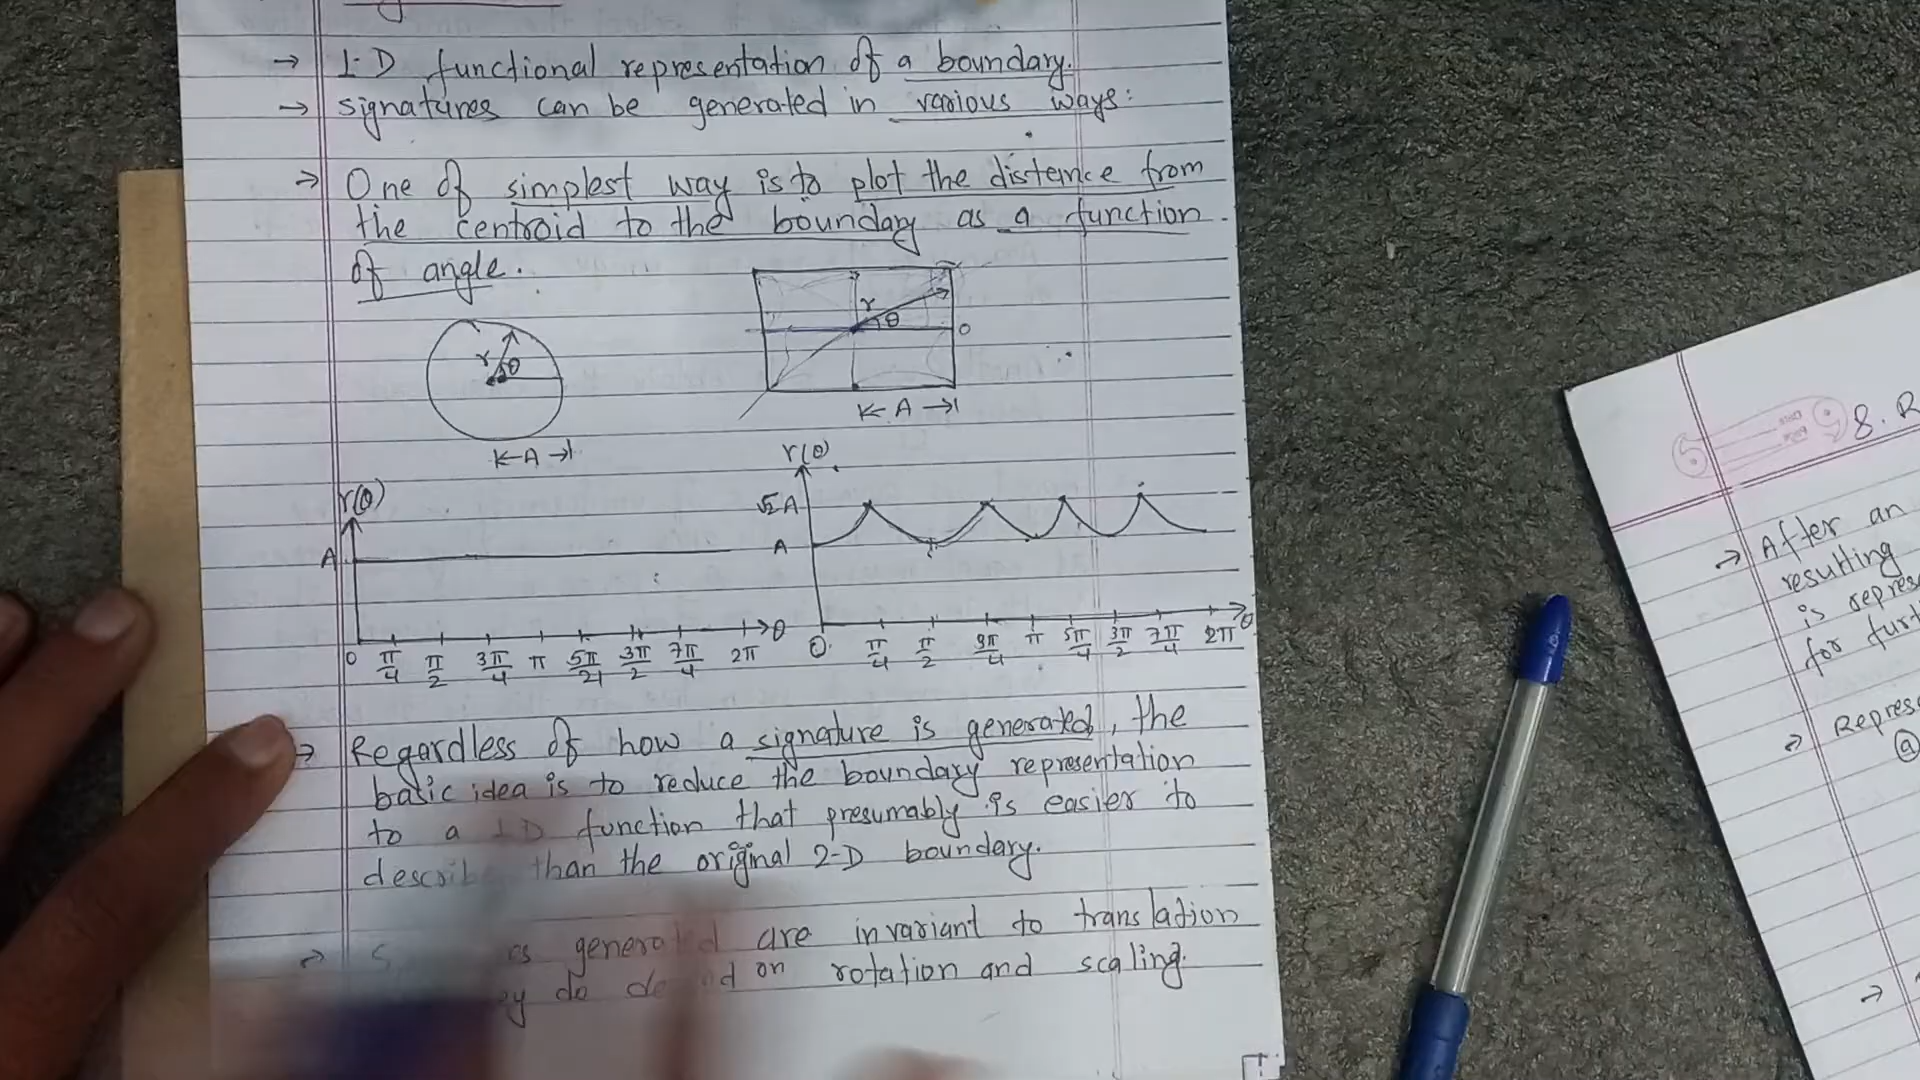 → 1-D functional representation of a boundary.
→ signatures can be generated in various ways:
→ One of simplest way is to plot the distance from
the centroid to the boundary as a function
of angle.
r θ
r θ 0
K A →1
K-A →1
r(θ)
r(θ)
√2 A
A
A
θ
0 π/4 π/2 3π/4 π 5π/4 3π/2 7π/4 2π
θ
0 π/4 π/2 3π/4 π 5π/4 3π/2 7π/4 2π
→ Regardless of how a signature is generated, the
basic idea is to reduce the boundary representation
to a 1D function that presumably is easier to
describe than the original 2-D boundary.
→ generated are invariant to translation
do on rotation and scaling.
8. R
→ After an
resulting
is repres
for furt
→ Repres
@
→